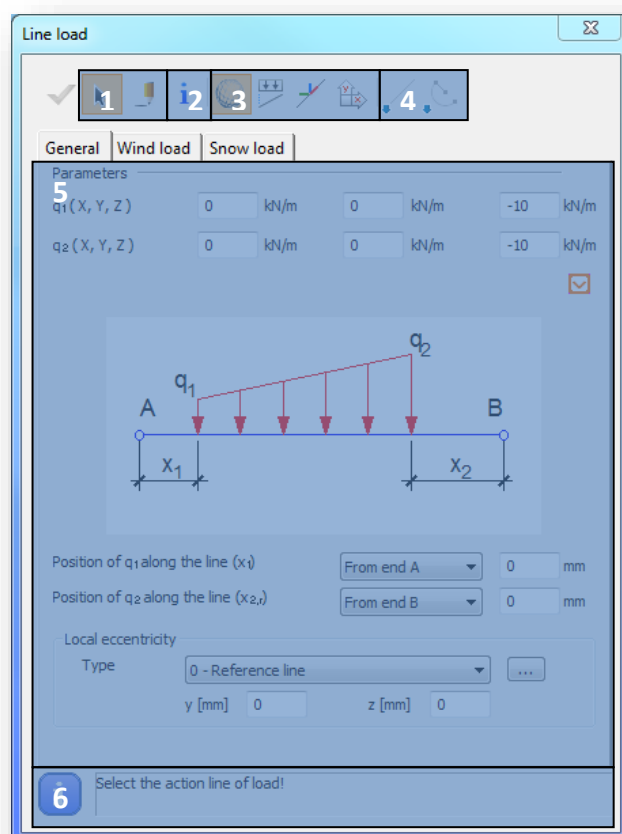 Line load
1 2 3 4
General Wind load Snow load
Parameters
5
q1 (X, Y, Z) 0 kN/m 0 kN/m -10 kN/m
q2 (X, Y, Z) 0 kN/m 0 kN/m -10 kN/m
q2
q1
A B
x1 x2
Position of q1 along the line (x1) From end A 0 mm
Position of q2 along the line (x2,r) From end B 0 mm
Local eccentricity
Type 0 - Reference line ...
y [mm] 0 z [mm] 0
6 Select the action line of load!